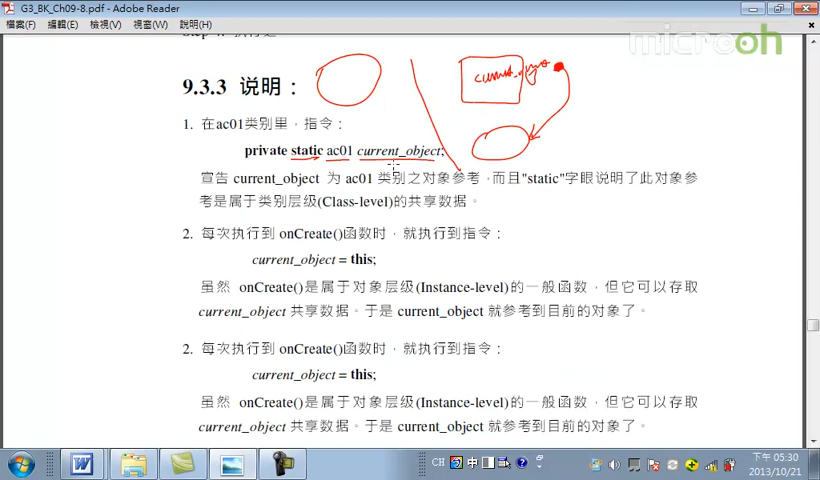 G3_BK_Ch09-8.pdf - Adobe Reader
檔案(F) 編輯(E) 檢視(V) 視窗(W) 說明(H)
microoh
9.3.3 说明：
current_obj
1. 在ac01类别里，指令：
private static ac01 current_object;
宣告 current_object 为 ac01 类别之对象参考，而且"static"字眼说明了此对象参
考是属于类别层级(Class-level)的共享数据。
2. 每次执行到 onCreate()函数时，就执行到指令：
current_object = this;
虽然 onCreate()是属于对象层级(Instance-level)的一般函数，但它可以存取
current_object 共享数据。于是 current_object 就参考到目前的对象了。
2. 每次执行到 onCreate()函数时，就执行到指令：
current_object = this;
虽然 onCreate()是属于对象层级(Instance-level)的一般函数，但它可以存取
current_object 共享数据。于是 current_object 就参考到目前的对象了。
CH 中 下午 05:30
2013/10/21